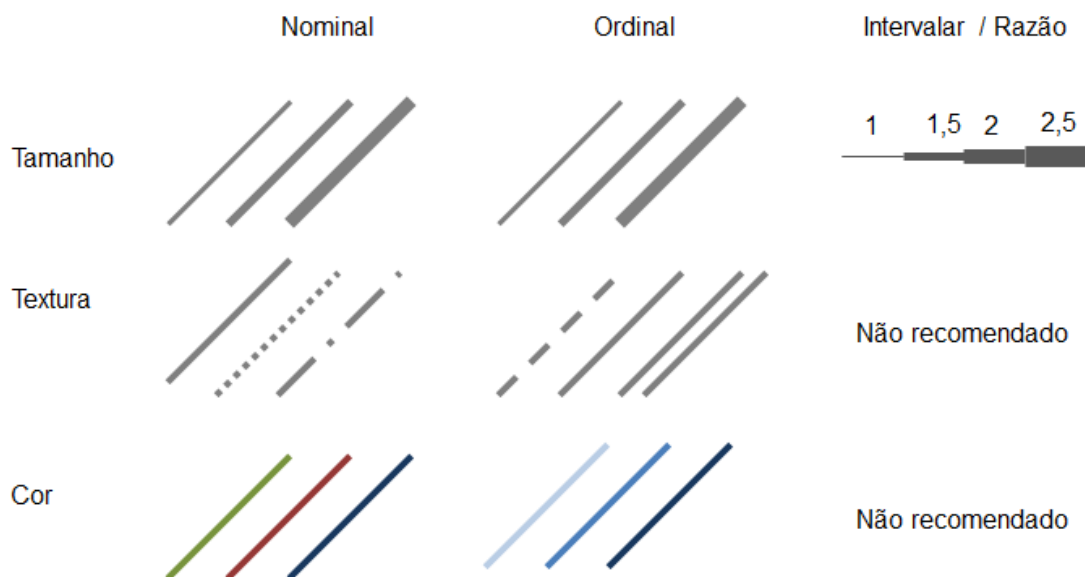 Nominal Ordinal Intervalar / Razão
1 1,5 2 2,5
Tamanho
Textura
Não recomendado
Cor
Não recomendado